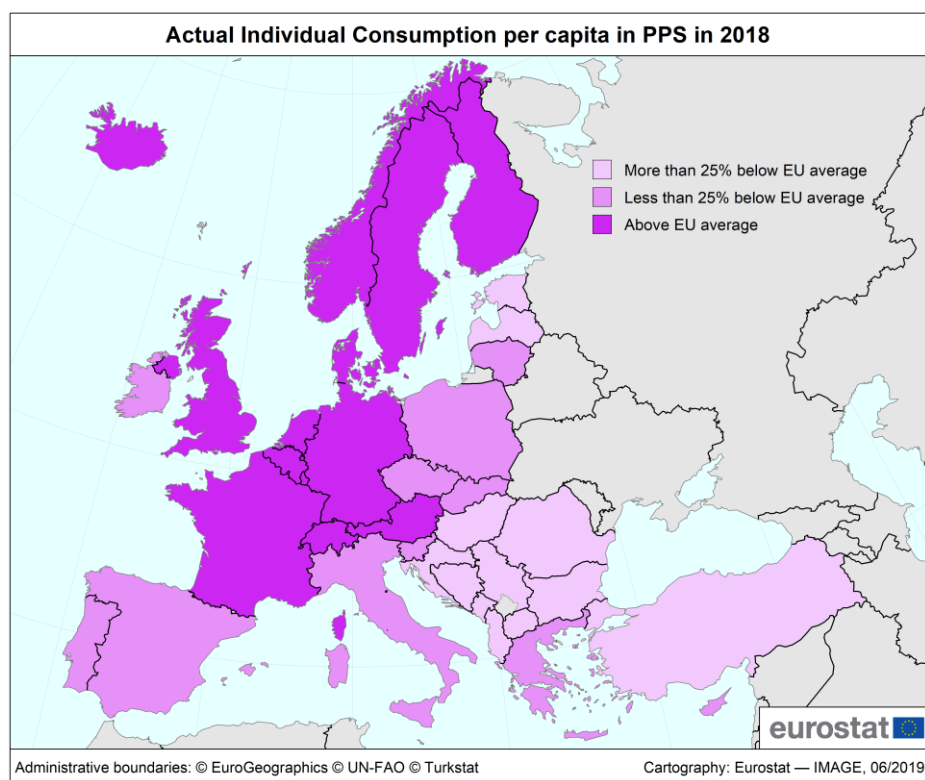 Actual Individual Consumption per capita in PPS in 2018
More than 25% below EU average
Less than 25% below EU average
Above EU average
eurostat
Administrative boundaries: © EuroGeographics © UN-FAO © Turkstat
Cartography: Eurostat — IMAGE, 06/2019